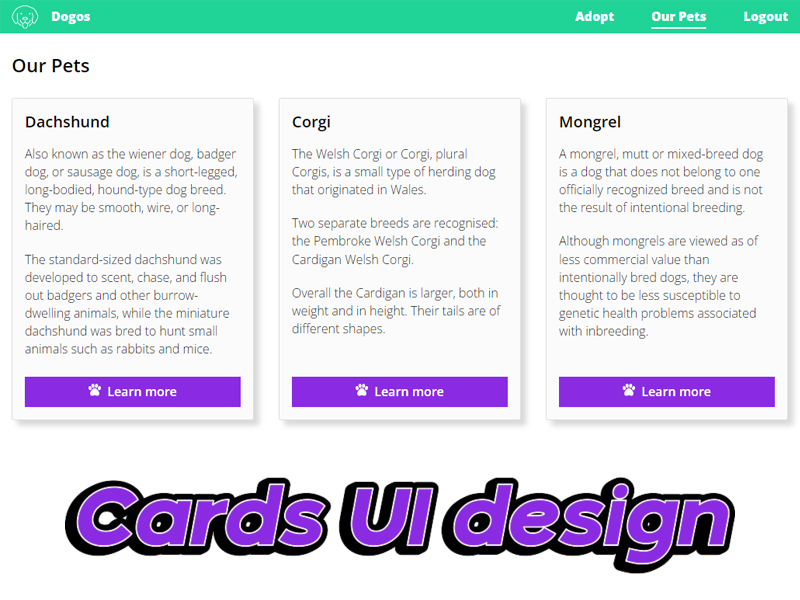 Dogos Adopt Our Pets Logout
Our Pets
Dachshund
Also known as the wiener dog, badger
dog, or sausage dog, is a short-legged,
long-bodied, hound-type dog breed.
They may be smooth, wire, or long-
haired.
The standard-sized dachshund was
developed to scent, chase, and flush
out badgers and other burrow-
dwelling animals, while the miniature
dachshund was bred to hunt small
animals such as rabbits and mice.
Learn more
Corgi
The Welsh Corgi or Corgi, plural
Corgis, is a small type of herding dog
that originated in Wales.
Two separate breeds are recognised:
the Pembroke Welsh Corgi and the
Cardigan Welsh Corgi.
Overall the Cardigan is larger, both in
weight and in height. Their tails are of
different shapes.
Learn more
Mongrel
A mongrel, mutt or mixed-breed dog
is a dog that does not belong to one
officially recognized breed and is not
the result of intentional breeding.
Although mongrels are viewed as of
less commercial value than
intentionally bred dogs, they are
thought to be less susceptible to
genetic health problems associated
with inbreeding.
Learn more
Cards UI design